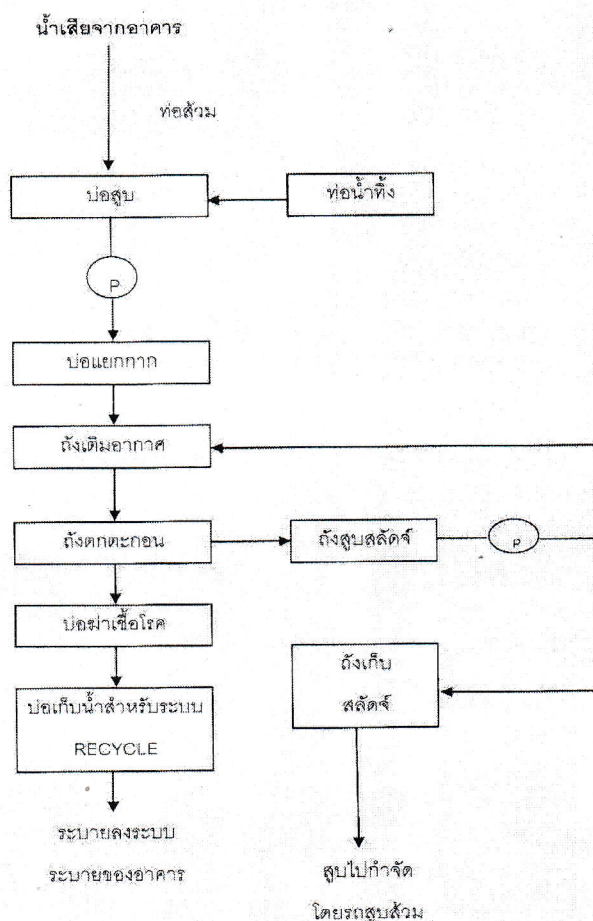 น้ำเสียจากอาคาร
ท่อส้วม
บ่อสูบ
ท่อน้ำทิ้ง
P
บ่อแยกกาก
ถังเติมอากาศ
ถังตกตะกอน
ถังสูบสลัดจ์
P
บ่อฆ่าเชื้อโรค
ถังเก็บ
สลัดจ์
บ่อเก็บน้ำสำหรับระบบ
RECYCLE
ระบายลงระบบ
ระบายของอาคาร
สูบไปกำจัด
โดยรถสูบส้วม